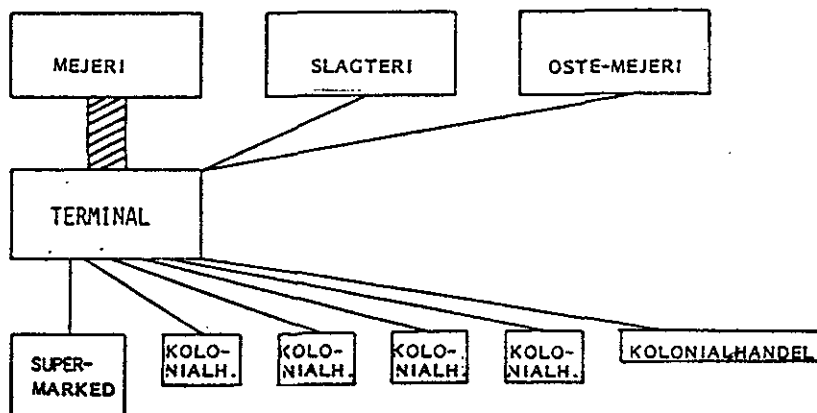 MEJERI
SLAGTERI
OSTE-MEJERI
TERMINAL
SUPER-
MARKED
KOLO-
NIALH.
KOLO-
NIALH.
KOLO-
NIALH.
KOLO-
NIALH.
KOLONIALHANDEL